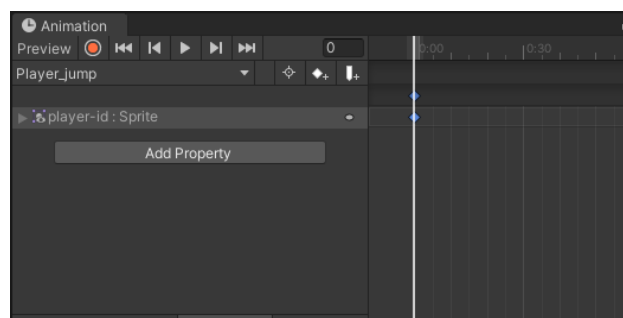 Animation
Preview 0 0:00 0:30
Player_jump
player-id : Sprite
Add Property